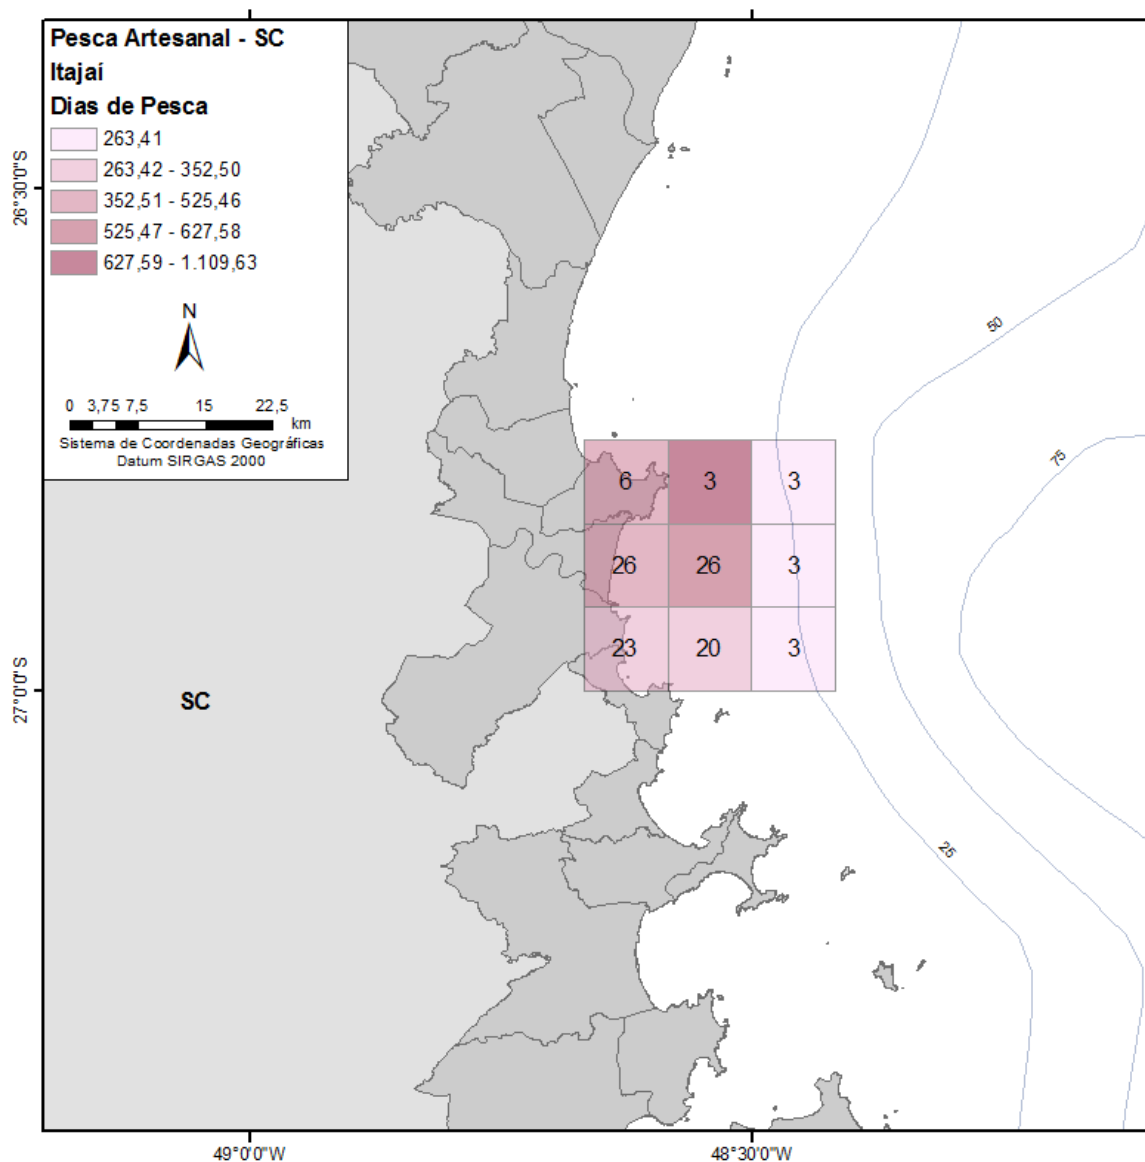 Pesca Artesanal - SC
Itajaí
Dias de Pesca
263,41
263,42 - 352,50
352,51 - 525,46
525,47 - 627,58
627,59 - 1.109,63
N
0 3,75 7,5 15 22,5
km
Sistema de Coordenadas Geográficas
Datum SIRGAS 2000
26°30'0"S
50
75
6 3 3
26 26 3
23 20 3
27°0'0"S
SC
25
49°0'0"W 48°30'0"W